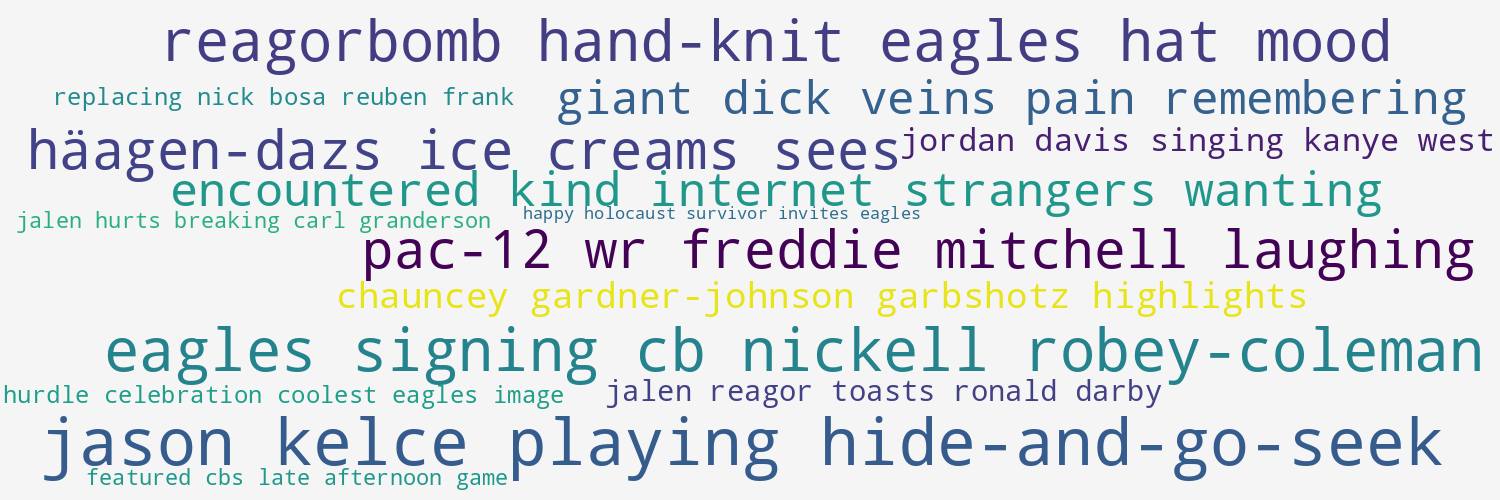 reagorbomb hand-knit eagles hat mood
replacing nick bosa reuben frank
giant dick veins pain remembering
häagen-dazs ice creams sees
jordan davis singing kanye west
encountered kind internet strangers wanting
jalen hurts breaking carl granderson
happy holocaust survivor invites eagles
pac-12 wr freddie mitchell laughing
chauncey gardner-johnson garbshotz highlights
eagles signing cb nickell robey-coleman
hurdle celebration coolest eagles image
jalen reagor toasts ronald darby
jason kelce playing hide-and-go-seek
featured cbs late afternoon game